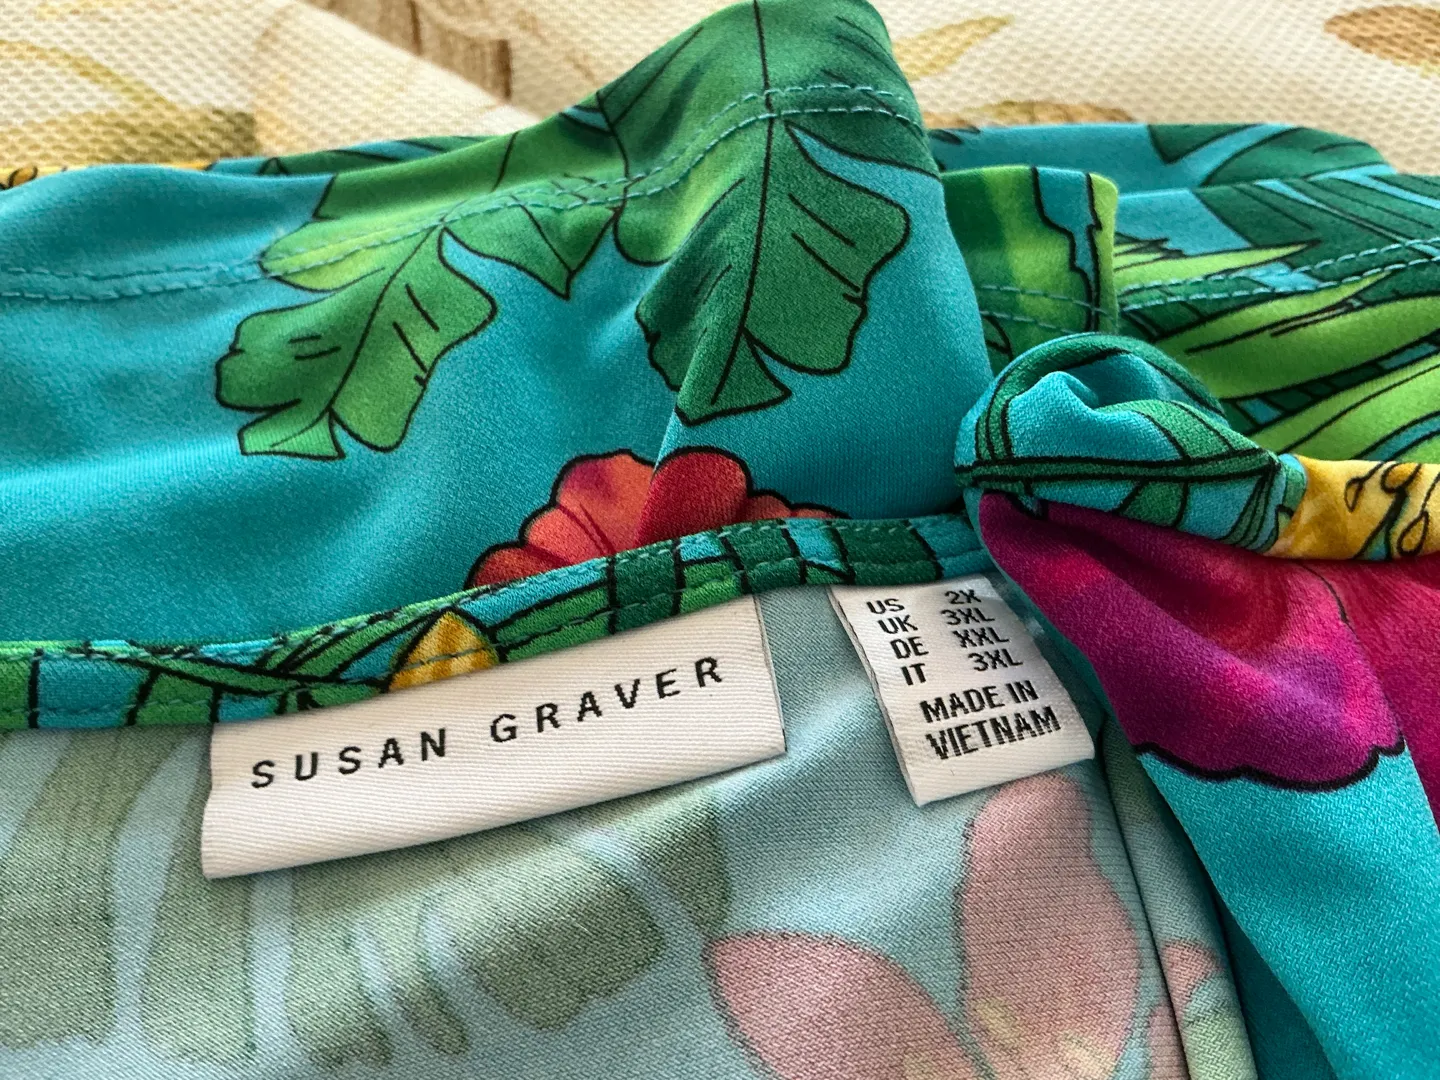 SUSAN GRAVER
US 2X
UK 3XL
DE XXL
IT 3XL
MADE IN
VIETNAM